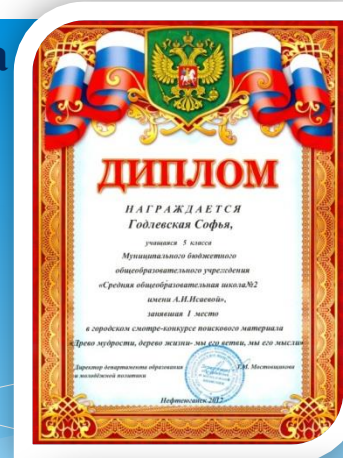 а
ДИПЛОМ
НАГРАЖДАЕТСЯ
Годлевская Софья,
учащаяся 5 класса
Муниципального бюджетного
общеобразовательного учреждения
«Средная общеобразовательная школа№2
имени А.И.Исаевой»,
занявшая 1 место
в городском смотре-конкурсе поискового материала
«Древо мудрости, дерево жизни- мы его ветви, мы его мысли»
Директор департамента образования Т.М. Мостовщикова
и молодёжной политики
Нефтеюганск 2017